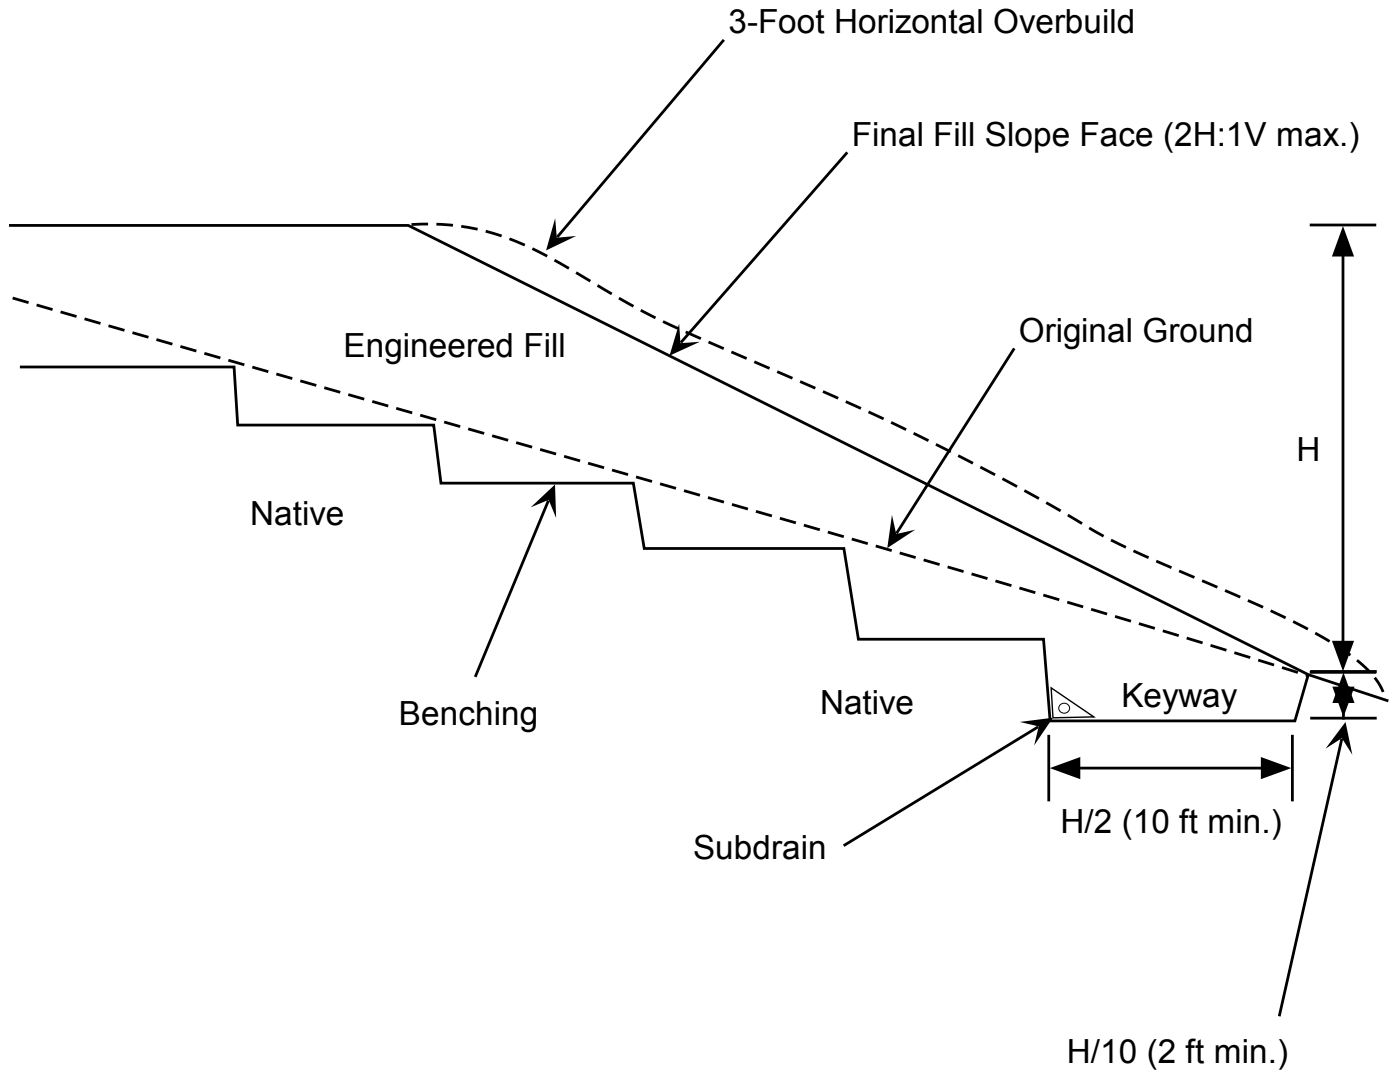 3-Foot Horizontal Overbuild
Final Fill Slope Face (2H:1V max.)
Original Ground
Engineered Fill
H
Native
Benching
Native
Keyway
H/2 (10 ft min.)
Subdrain
H/10 (2 ft min.)